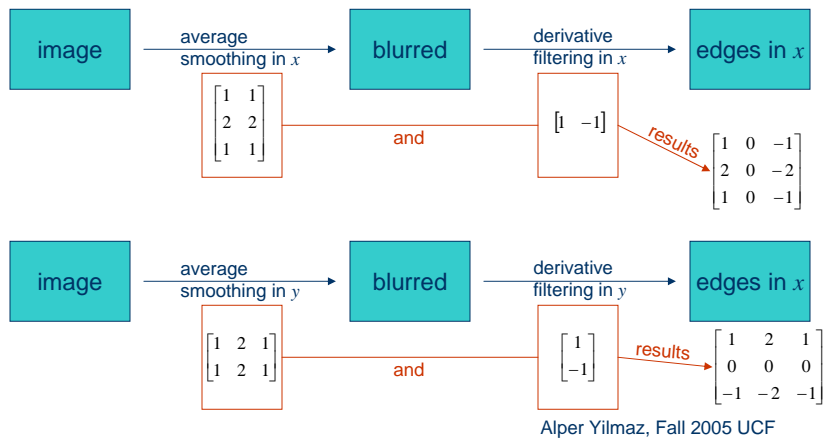 image
average
smoothing in x
blurred
derivative
filtering in x
edges in x
1 1
2 2
1 1
and
[1 −1]
results
1 0 −1
2 0 −2
1 0 −1
image
average
smoothing in y
blurred
derivative
filtering in y
edges in x
1 2 1
1 2 1
and
1
−1
results
1 2 1
0 0 0
−1 −2 −1
Alper Yilmaz, Fall 2005 UCF